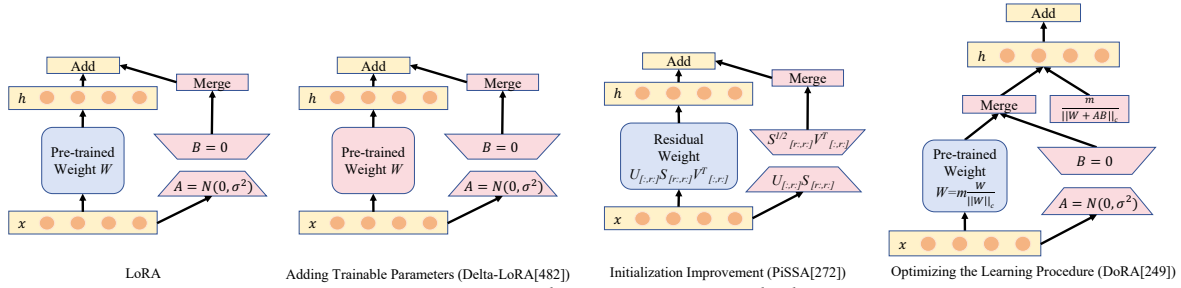 Add
Merge
h
Pre-trained
Weight W
B = 0
A = N(0, σ²)
x
LoRA
Add
Merge
h
Pre-trained
Weight W
B = 0
A = N(0, σ²)
x
Adding Trainable Parameters (Delta-LoRA[482])
Add
Merge
h
Residual
Weight
U[:,r:]S[r:,r:]V^T[:,r:]
S^1/2[r:,r:]V^T[:,r:]
U[:,r:]S[r:,r:]
x
Initialization Improvement (PiSSA[272])
Add
h
Merge
m
||W + AB||c
Pre-trained
Weight
W=m W/||W||c
B = 0
A = N(0, σ²)
x
Optimizing the Learning Procedure (DoRA[249])